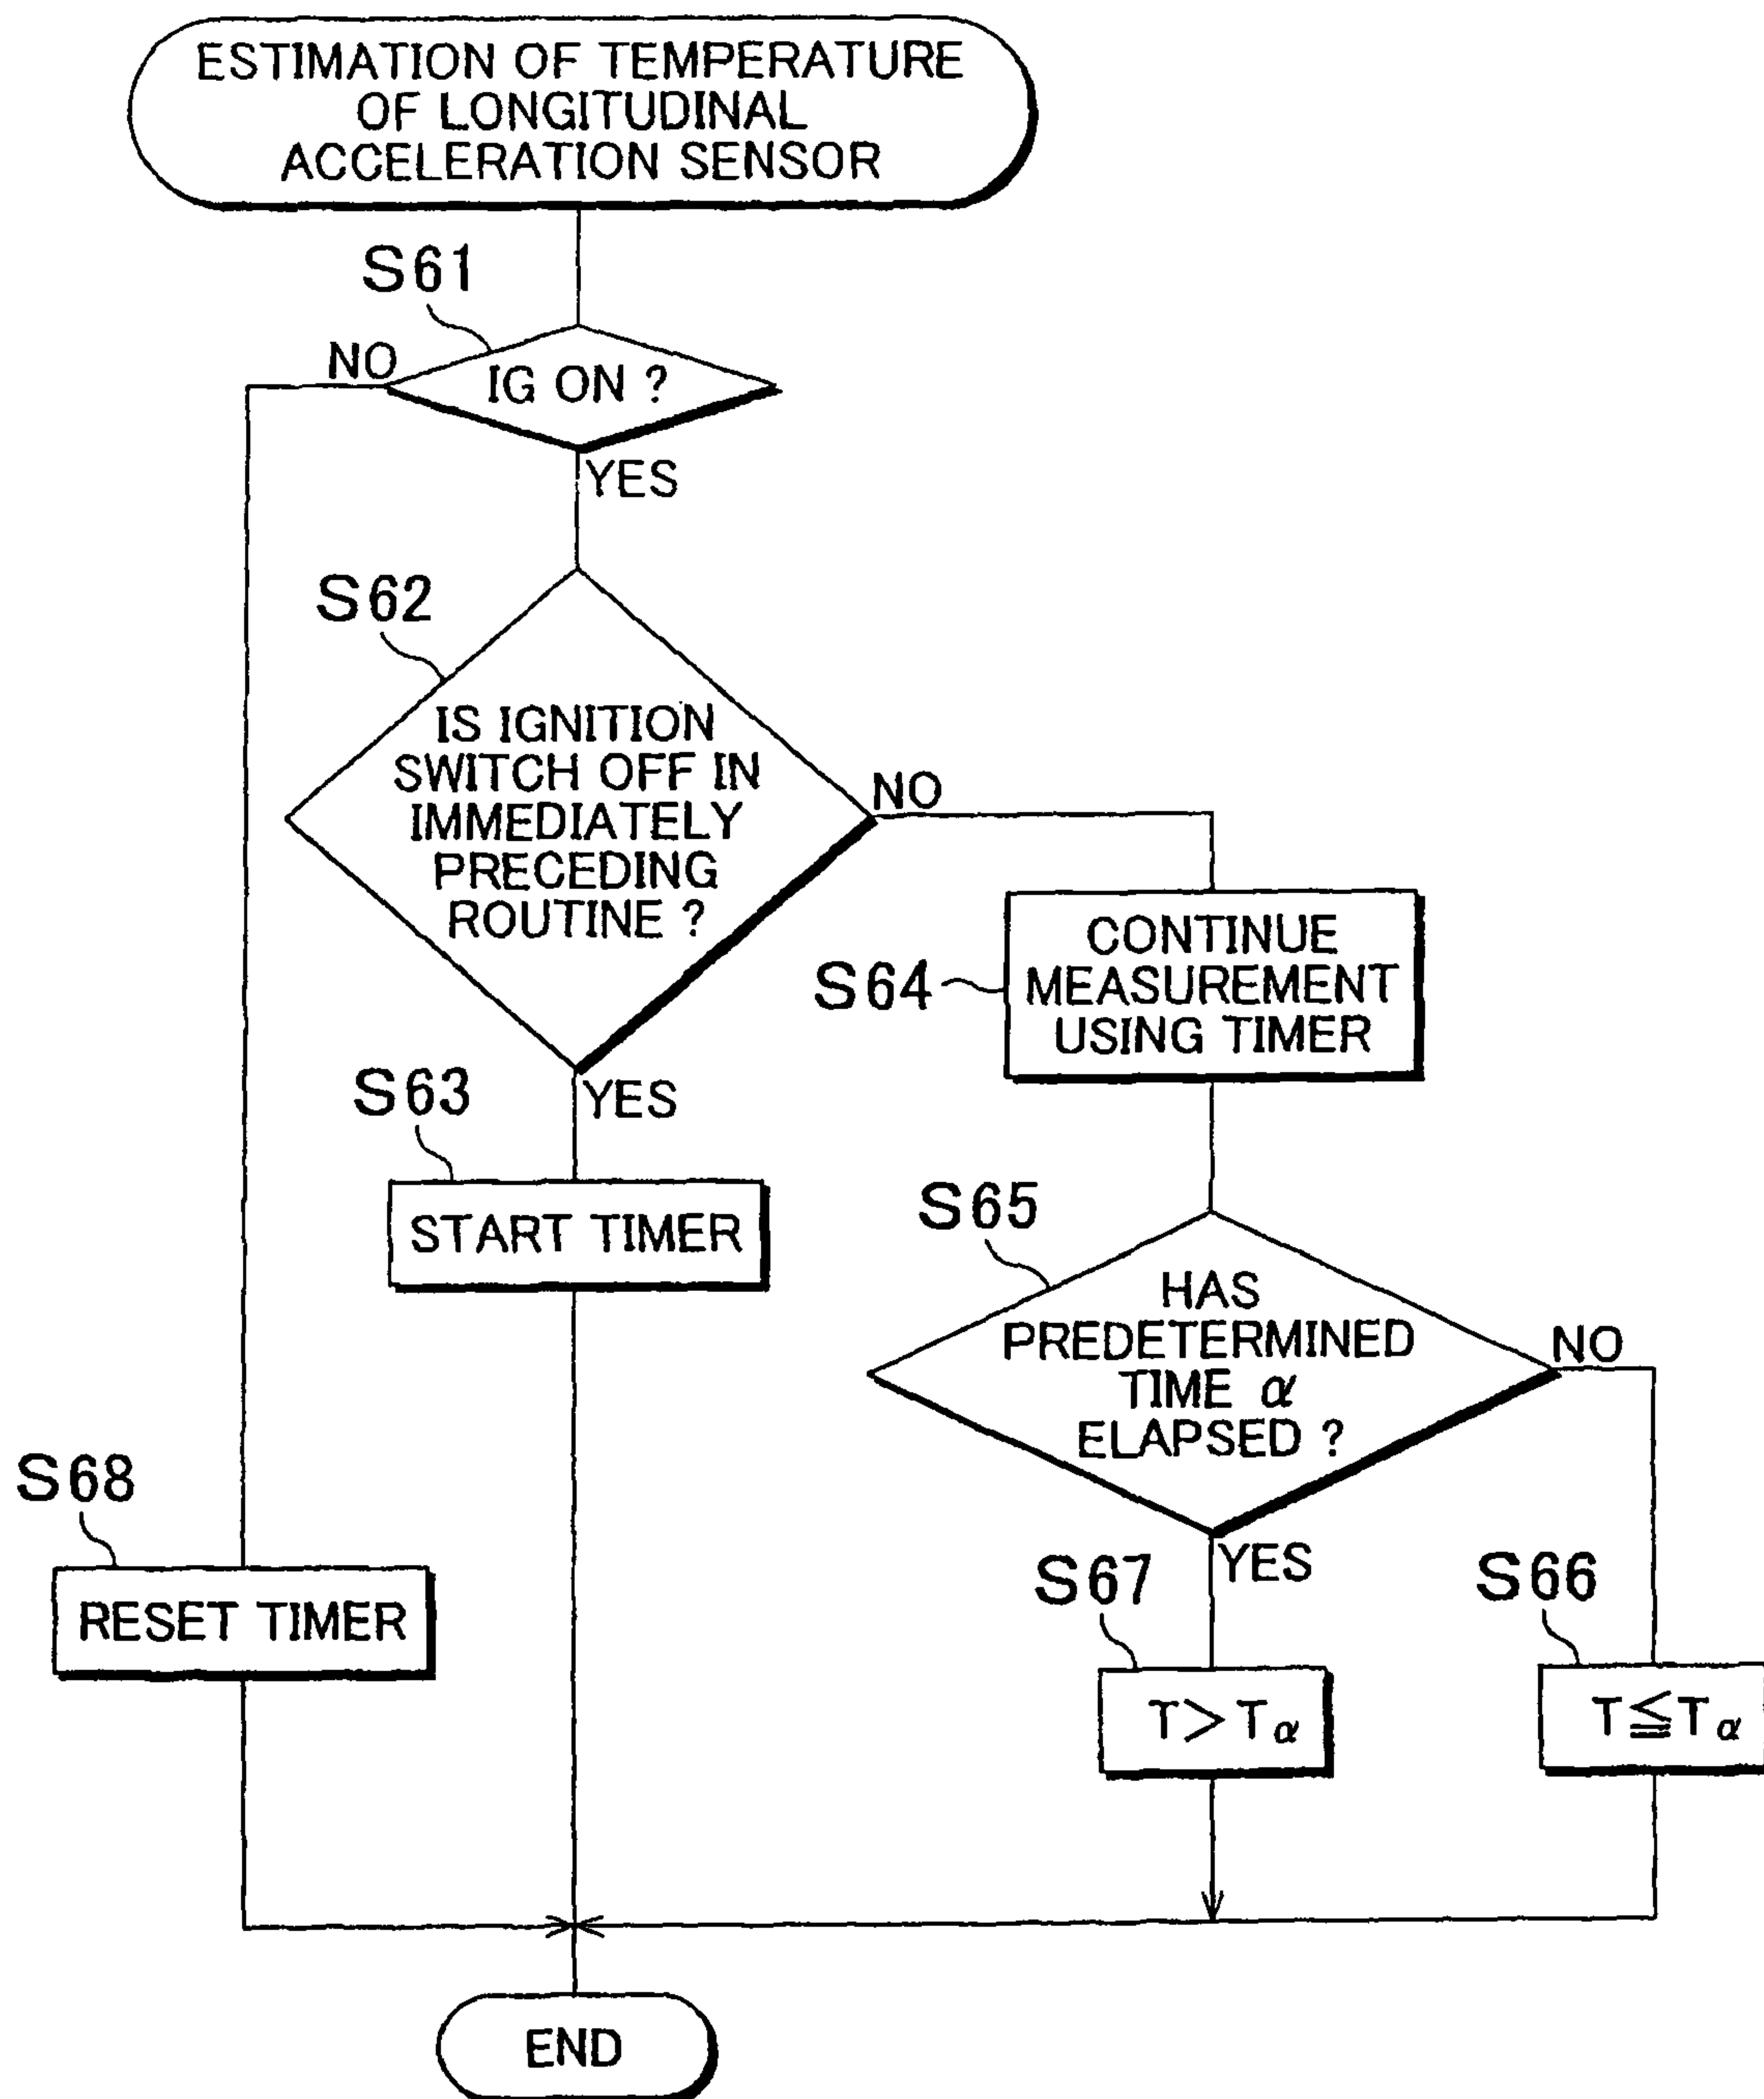 ESTIMATION OF TEMPERATURE
OF LONGITUDINAL
ACCELERATION SENSOR
S61
NO
IG ON ?
YES
S62
IS IGNITION
SWITCH OFF IN
IMMEDIATELY
PRECEDING
ROUTINE ?
NO
YES
S64
CONTINUE
MEASUREMENT
USING TIMER
S63
START TIMER
S65
HAS
PREDETERMINED
TIME α
ELAPSED ?
NO
YES
S68
RESET TIMER
S67
T>Tα
S66
T≦Tα
END